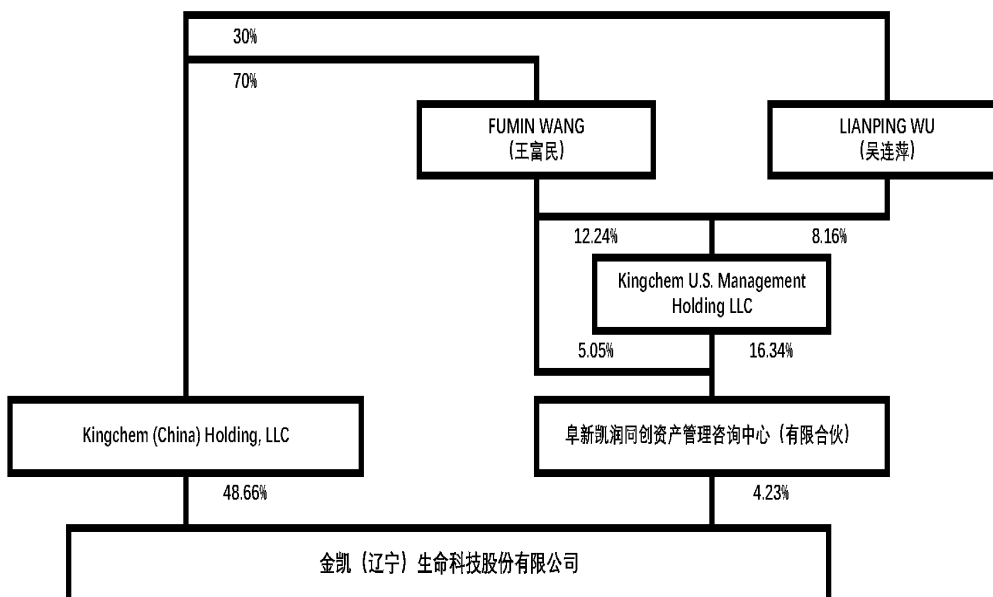 30%
70%
FUMIN WANG
（王富民）
LIANPING WU
（吴连萍）
12.24%
8.16%
Kingchem U.S. Management
Holding LLC
5.05%
16.34%
Kingchem (China) Holding, LLC
阜新凯润同创资产管理咨询中心（有限合伙）
48.66%
4.23%
金凯（辽宁）生命科技股份有限公司